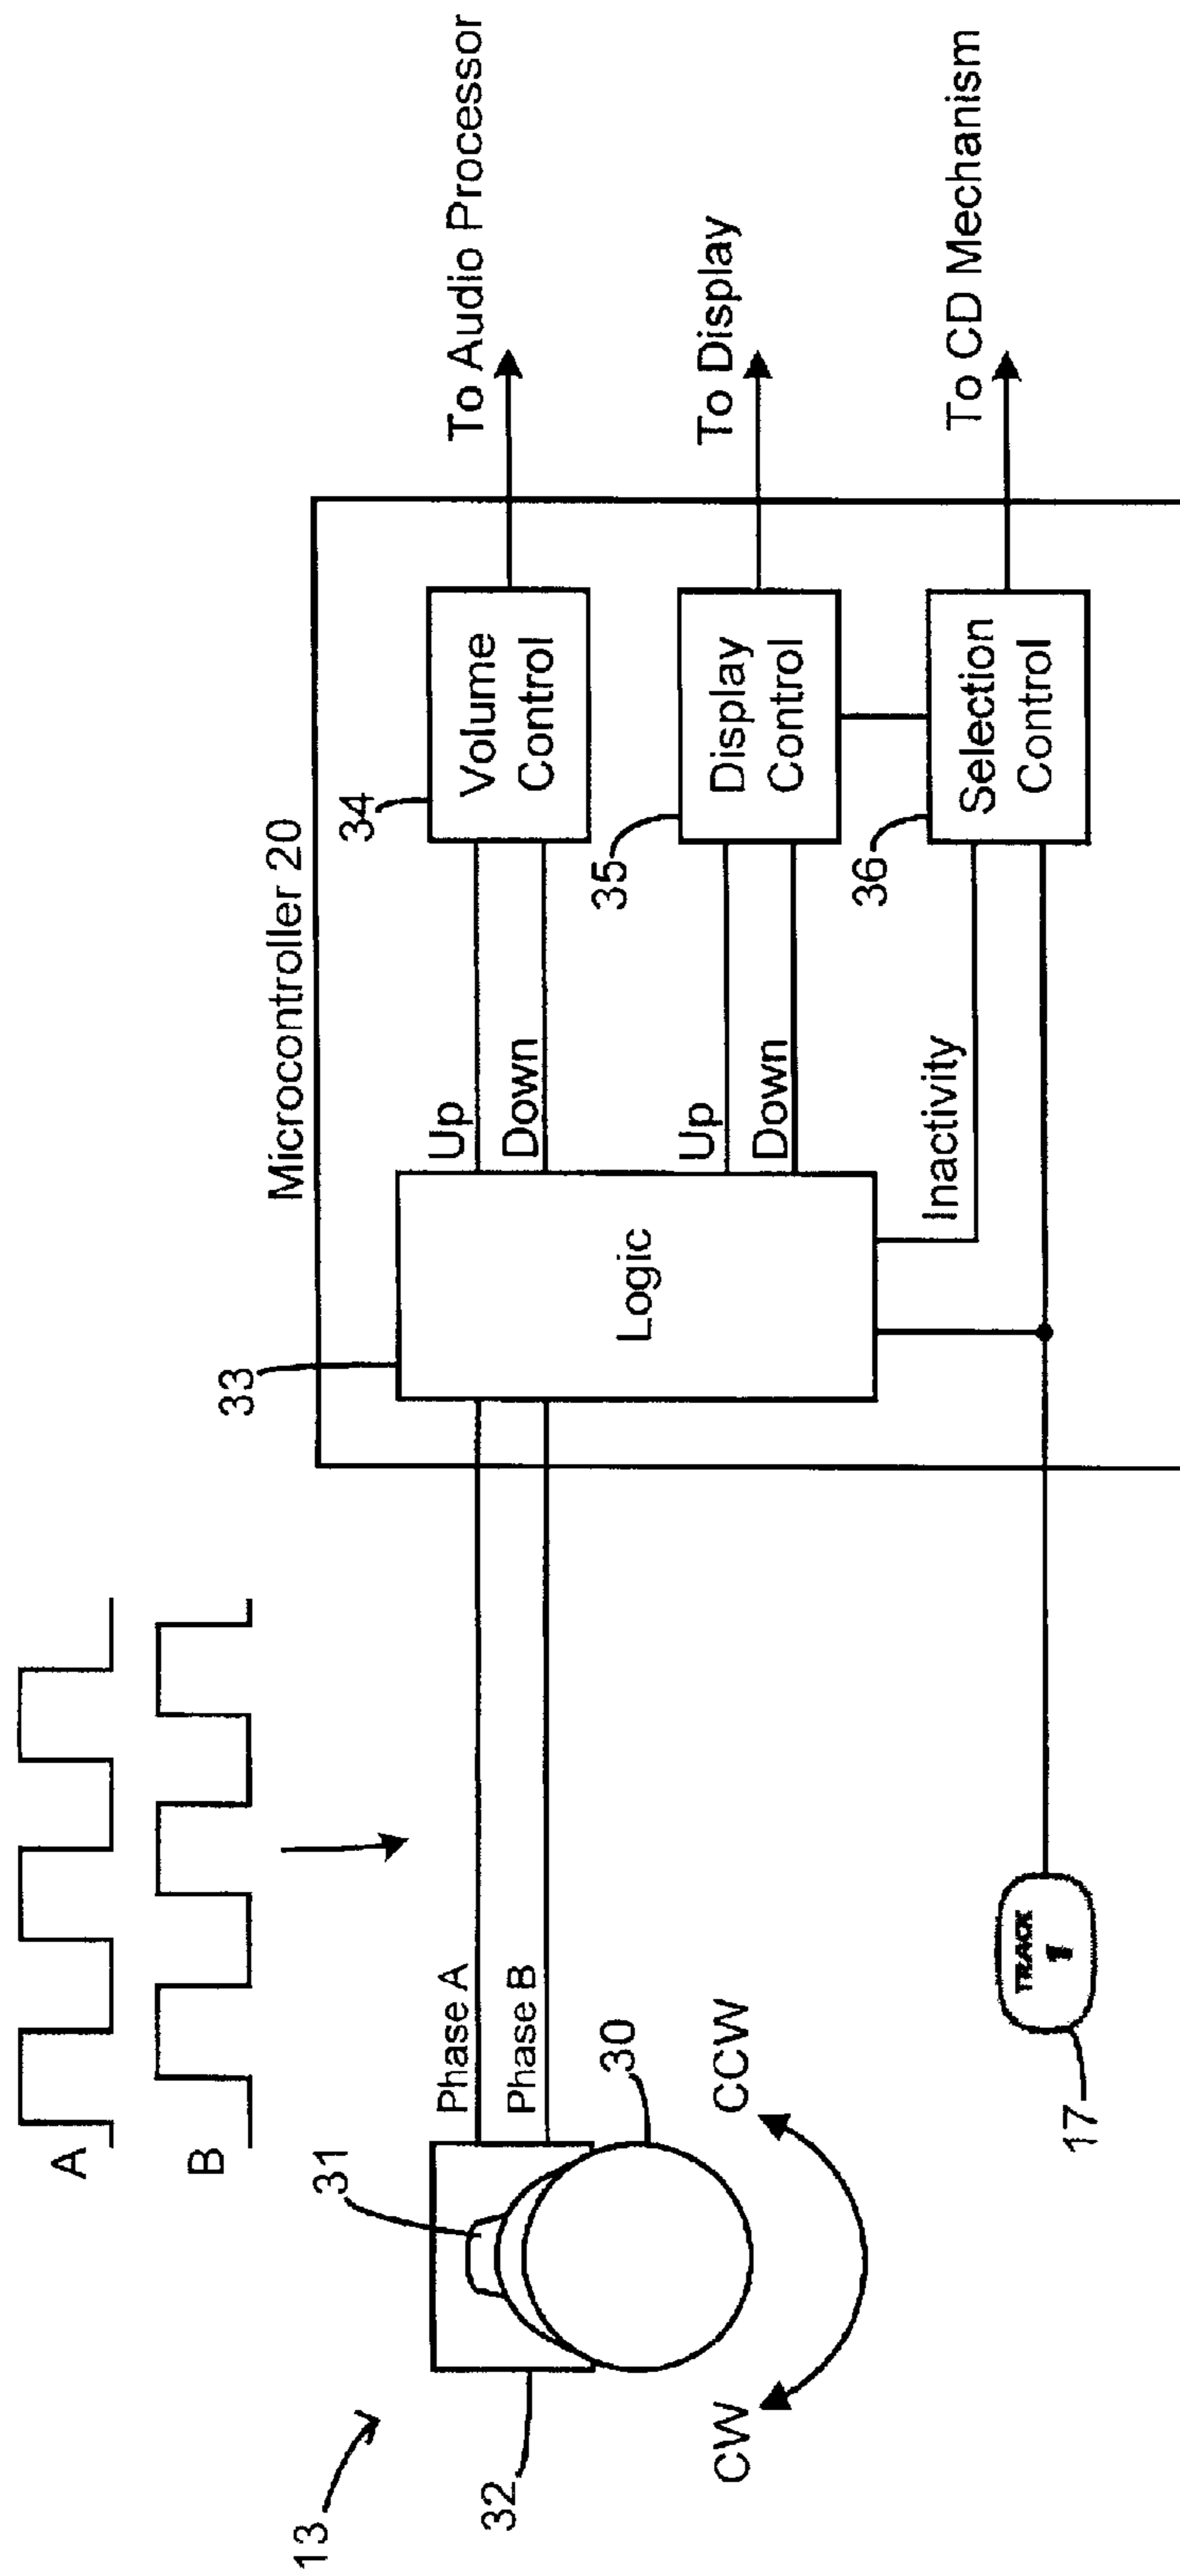 A
B
13
32
31
Phase A
Phase B
30
CW
CCW
17
TRACK
1
Microcontroller 20
33
Logic
Up
Down
Up
Down
Inactivity
34
Volume
Control
35
Display
Control
36
Selection
Control
To Audio Processor
To Display
To CD Mechanism